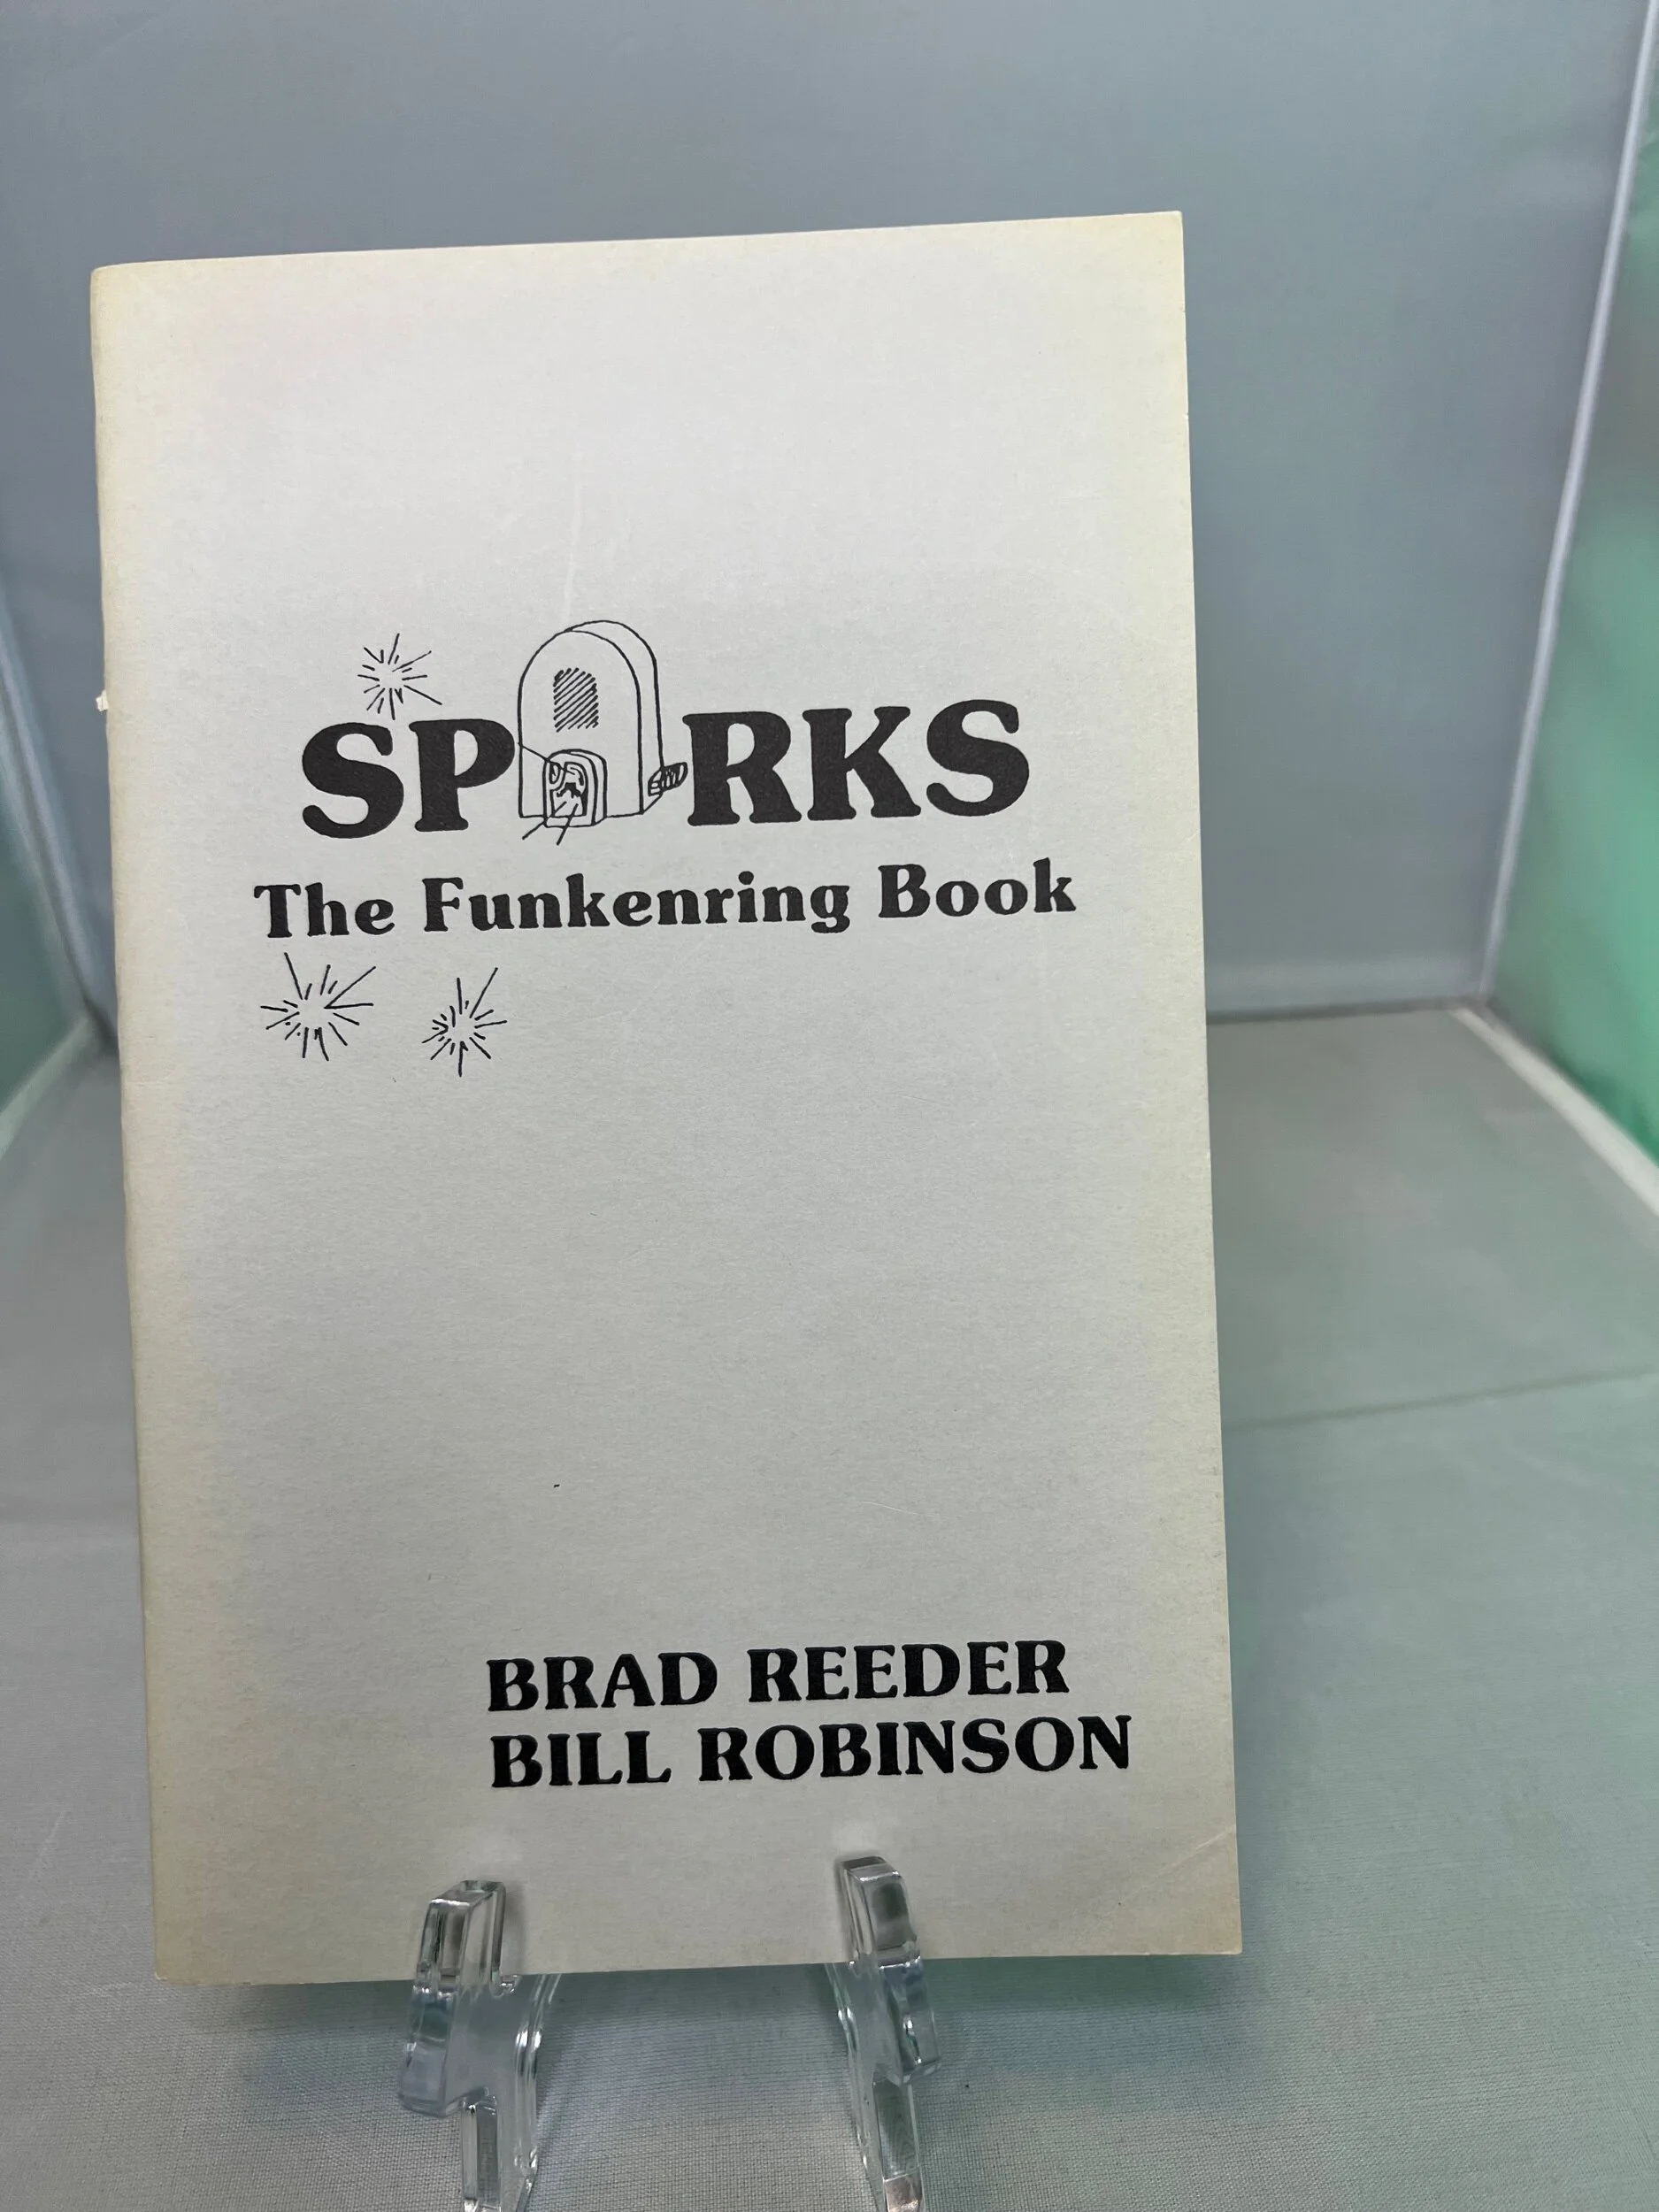 SPARKS
The Funkenring Book
BRAD REEDER
BILL ROBINSON